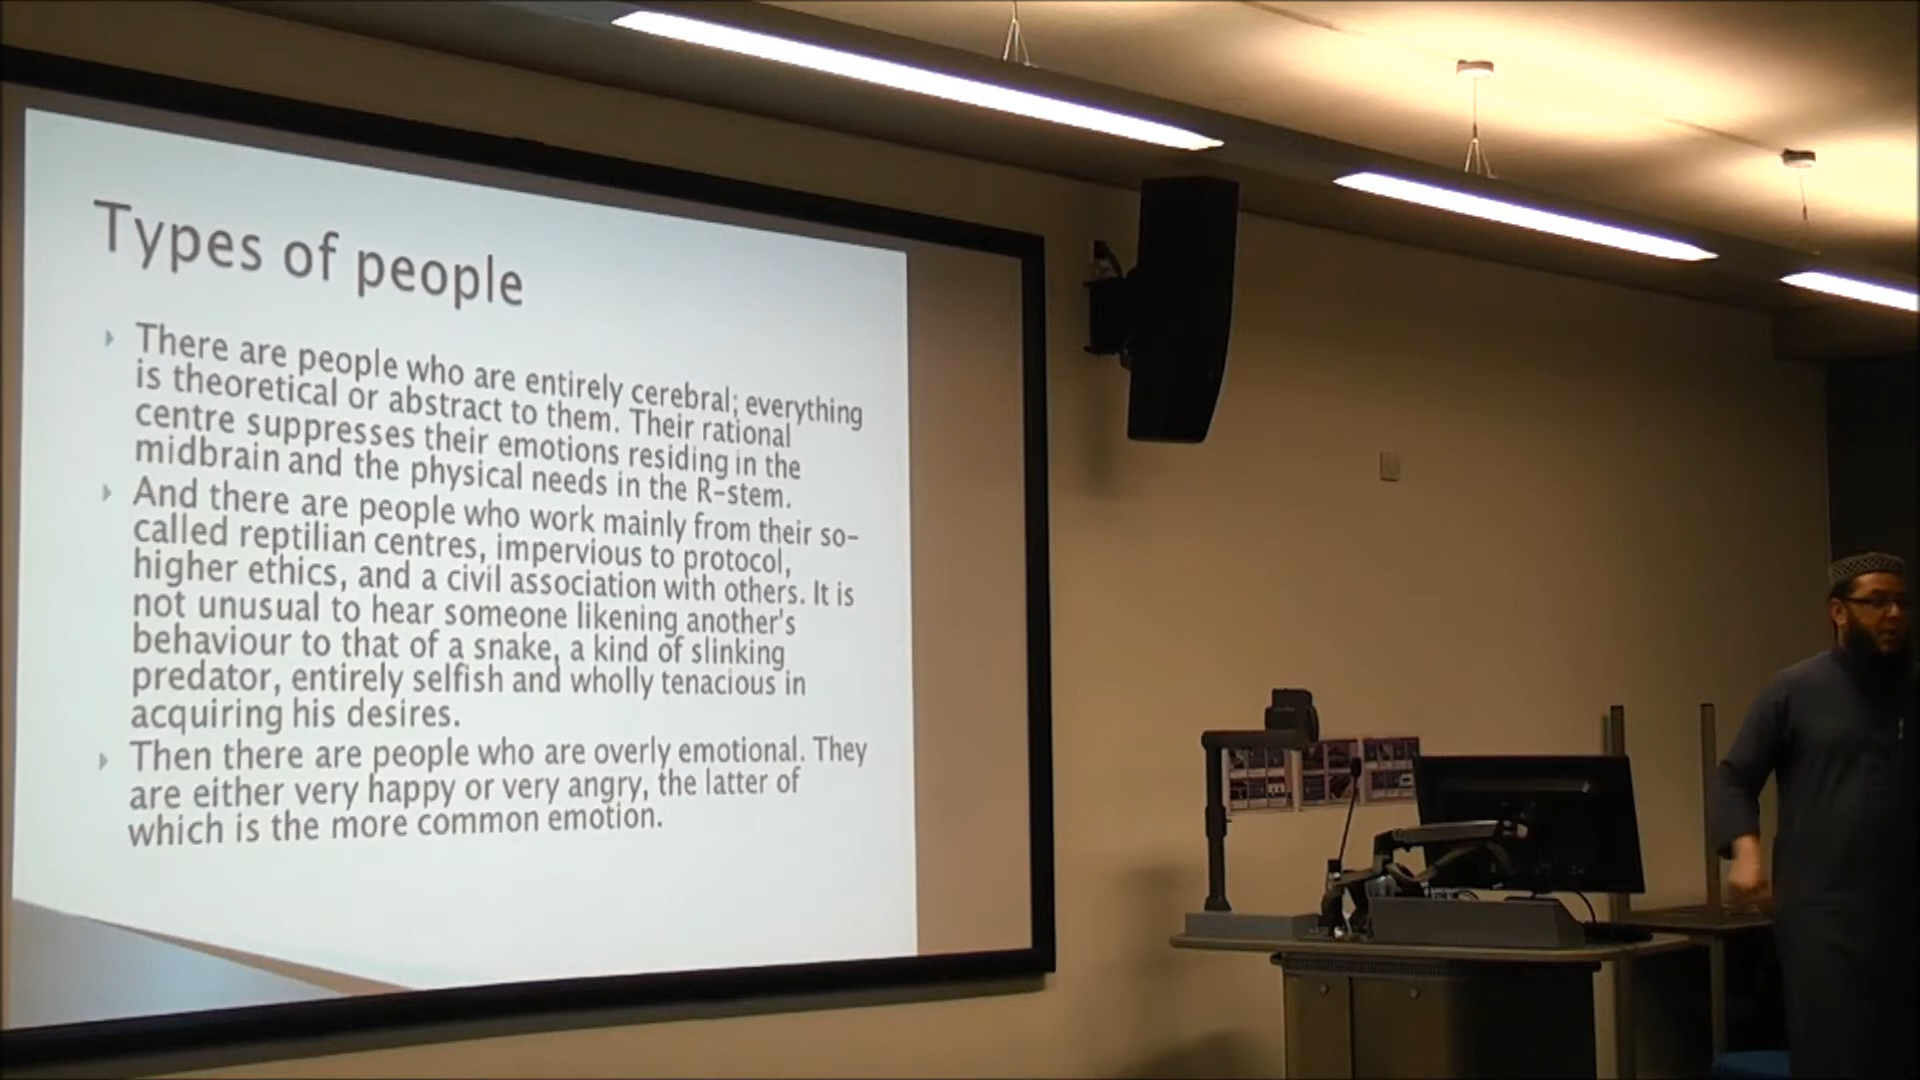 Types of people
There are people who are entirely cerebral; everything
is theoretical or abstract to them. Their rational
centre suppresses their emotions residing in the
midbrain and the physical needs in the R-stem.
And there are people who work mainly from their so-
called reptilian centres, impervious to protocol,
higher ethics, and a civil association with others. It is
not unusual to hear someone likening another's
behaviour to that of a snake, a kind of slinking
predator, entirely selfish and wholly tenacious in
acquiring his desires.
Then there are people who are overly emotional. They
are either very happy or very angry, the latter of
which is the more common emotion.